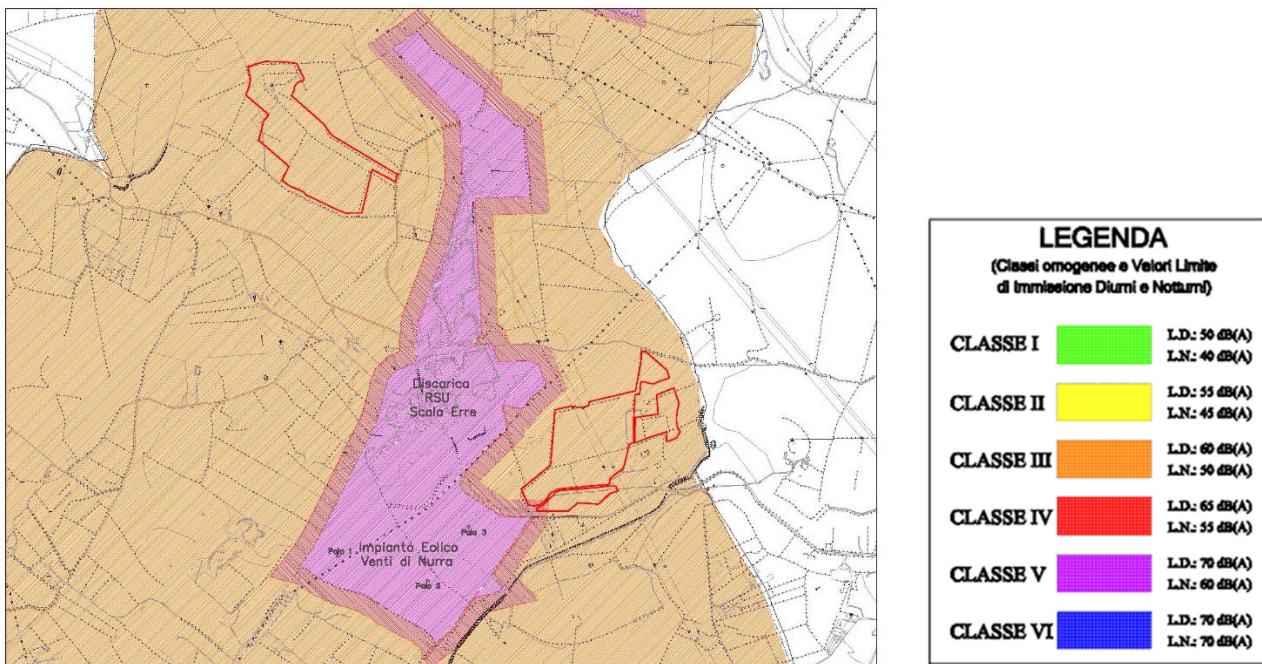 Discarica
RSU
Scala Erre
Palo 3
Palo 1
Impianto Eolico
Venti di Nurra
Palo 2
LEGENDA
(Classi omogenee e Valori Limite
di Immissione Diurni e Notturni)
CLASSE I
L.D.: 50 dB(A)
L.N.: 40 dB(A)
CLASSE II
L.D.: 55 dB(A)
L.N.: 45 dB(A)
CLASSE III
L.D.: 60 dB(A)
L.N.: 50 dB(A)
CLASSE IV
L.D.: 65 dB(A)
L.N.: 55 dB(A)
CLASSE V
L.D.: 70 dB(A)
L.N.: 60 dB(A)
CLASSE VI
L.D.: 70 dB(A)
L.N.: 70 dB(A)